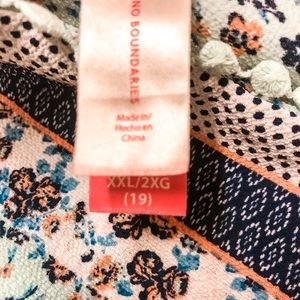 NO BOUNDARIES
Made in/
Hecho en
China
XXL/2XG
(19)